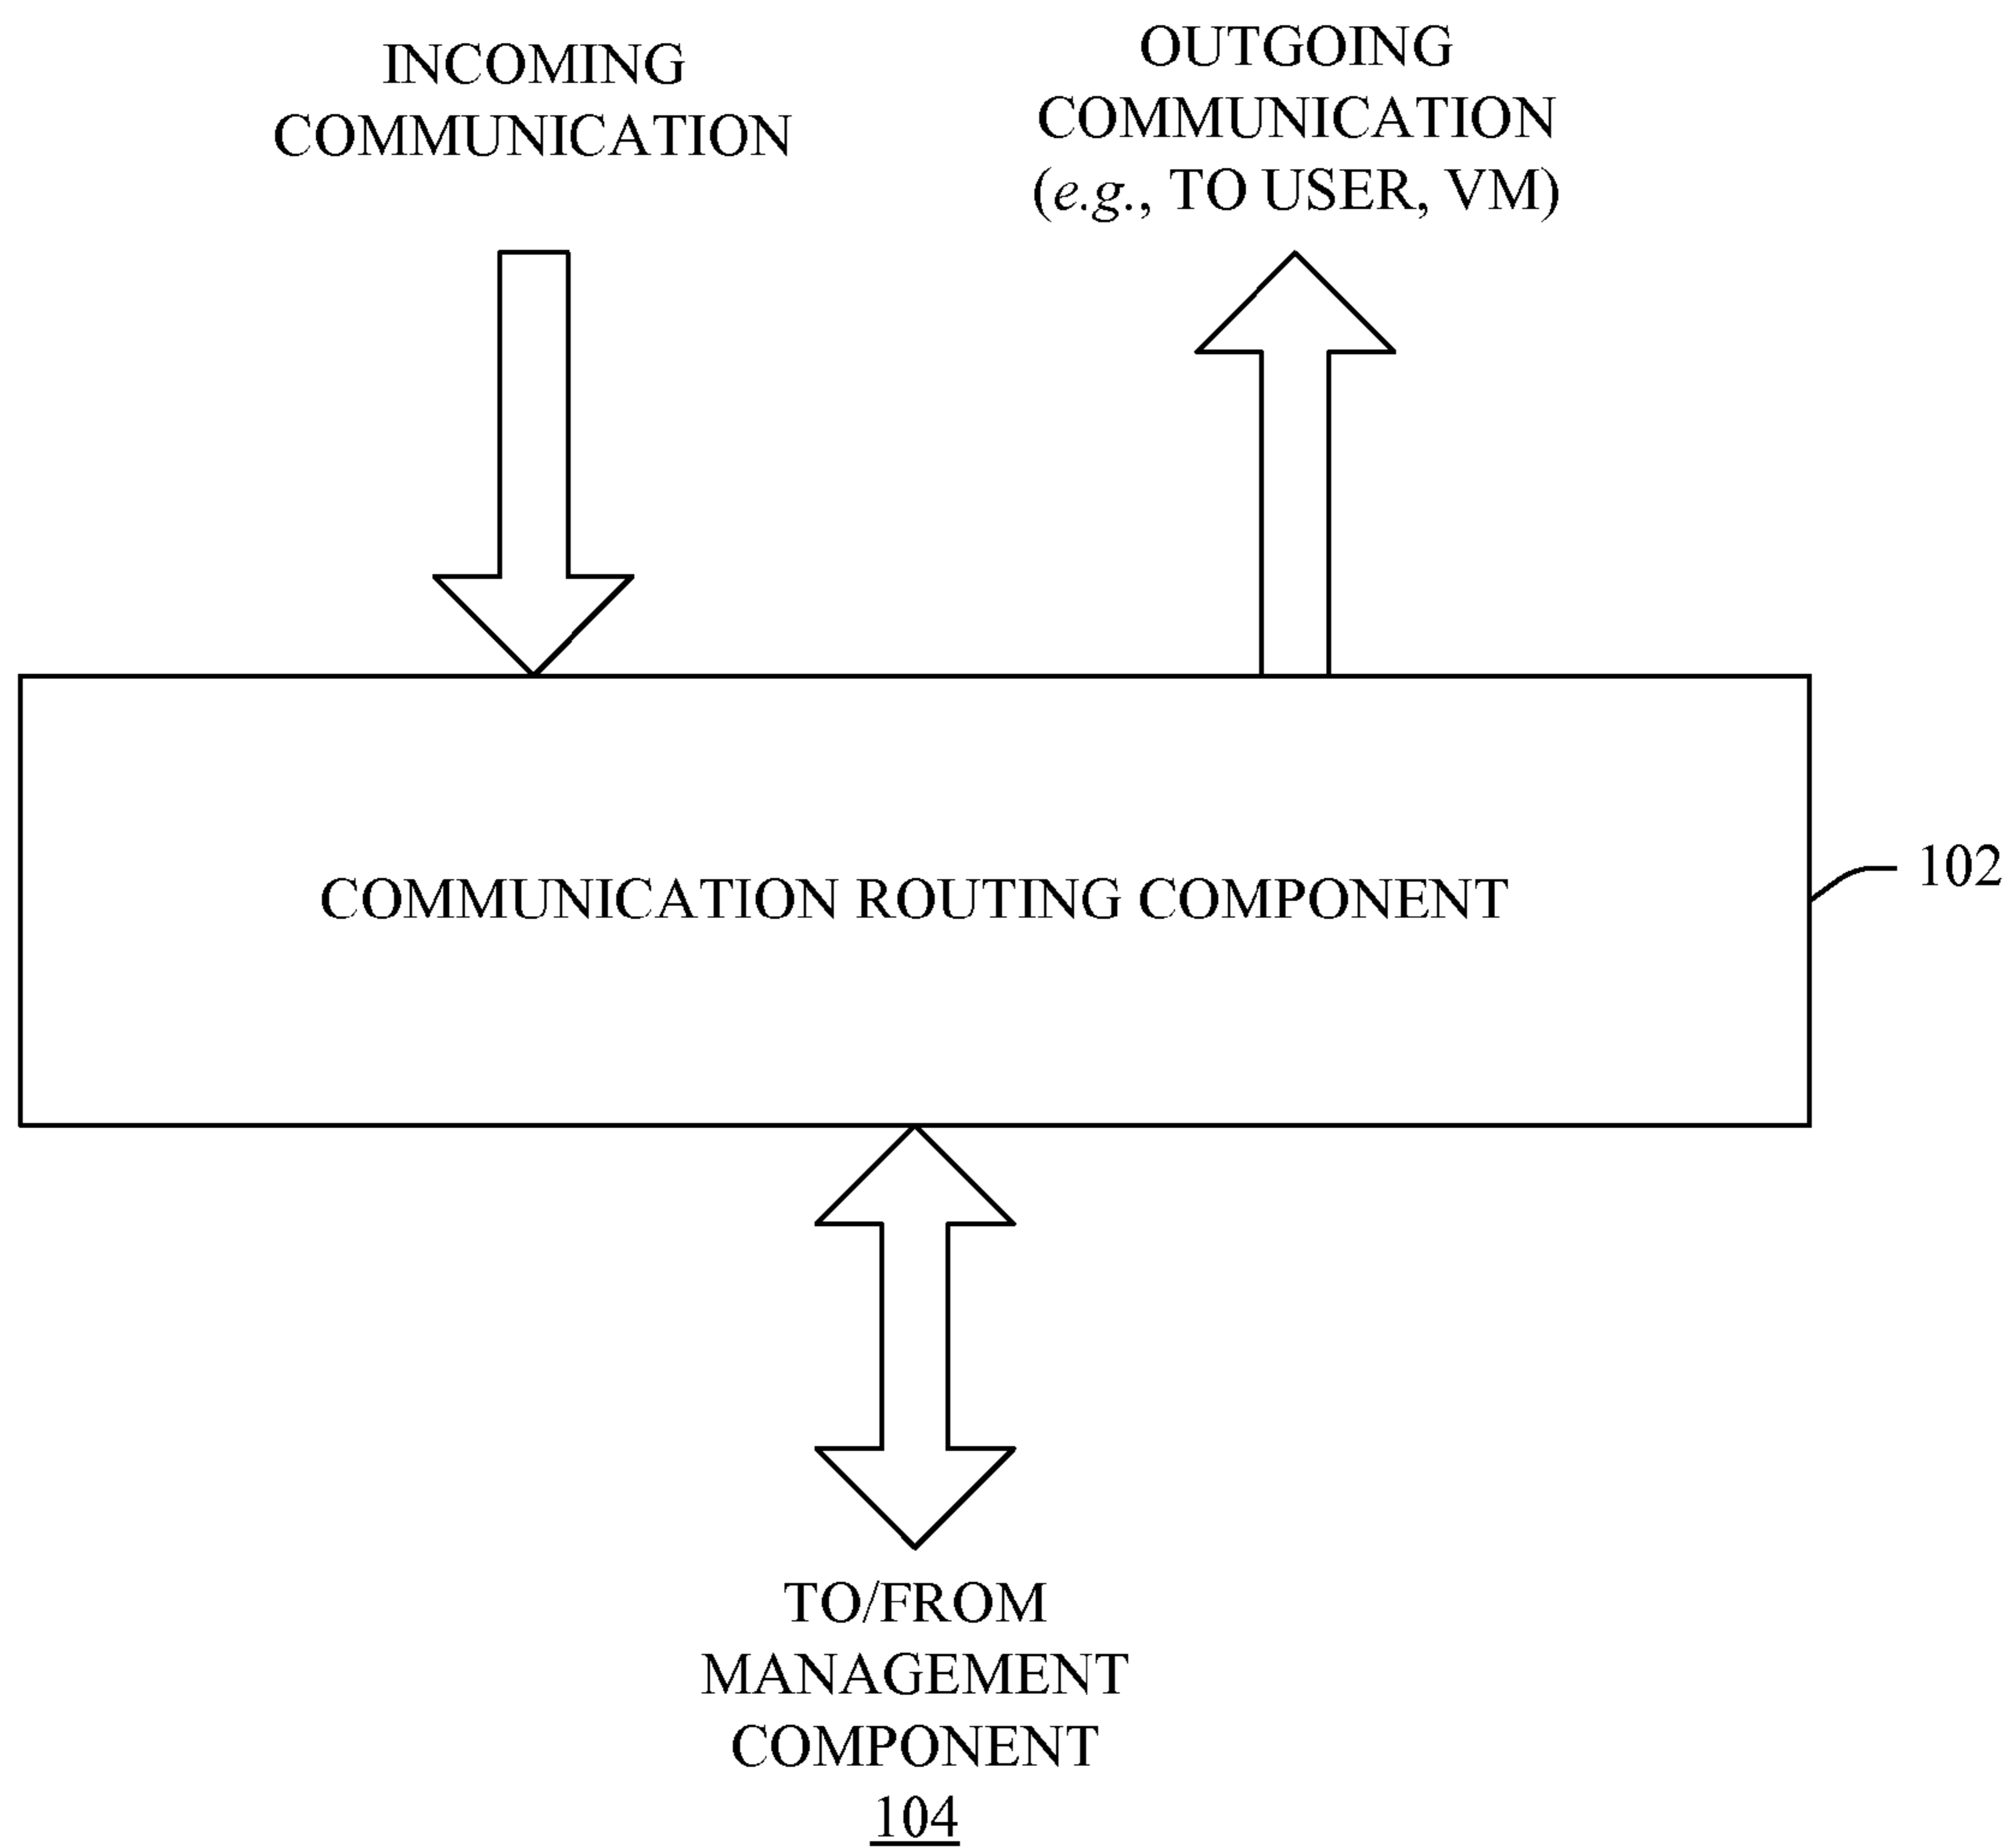 INCOMING
COMMUNICATION
OUTGOING
COMMUNICATION
(e.g., TO USER, VM)
COMMUNICATION ROUTING COMPONENT
102
TO/FROM
MANAGEMENT
COMPONENT
104